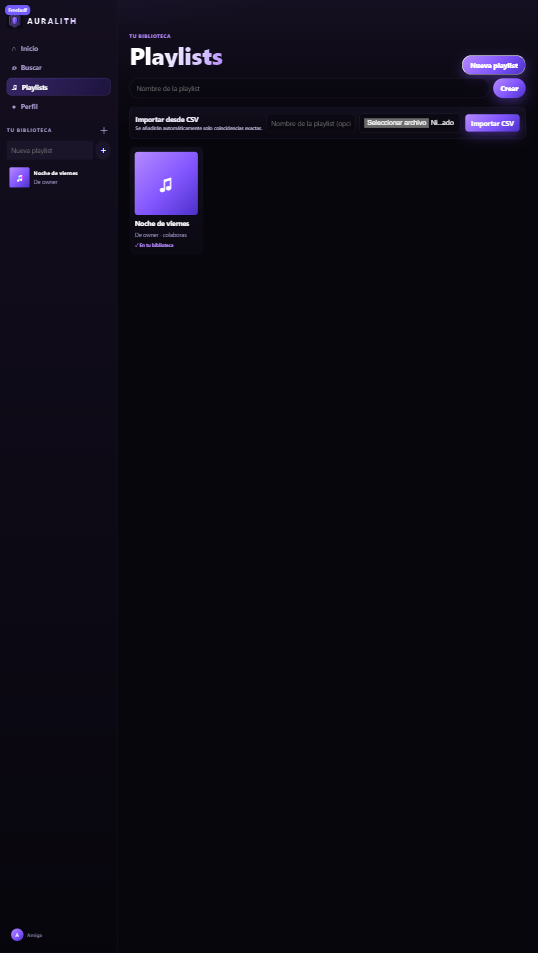 AURALITH
Inicio
Buscar
Playlists
Perfil
TU BIBLIOTECA
Nueva playlist
Noche de viernes
De owner
Amiga
TU BIBLIOTECA
Playlists
Nueva playlist
Nombre de la playlist
Crear
Importar desde CSV
Se añadirán automáticamente solo coincidencias exactas.
Nombre de la playlist (opci
Seleccionar archivo Ni...ado
Importar CSV
Noche de viernes
De owner · colaboras
✓ En tu biblioteca
A